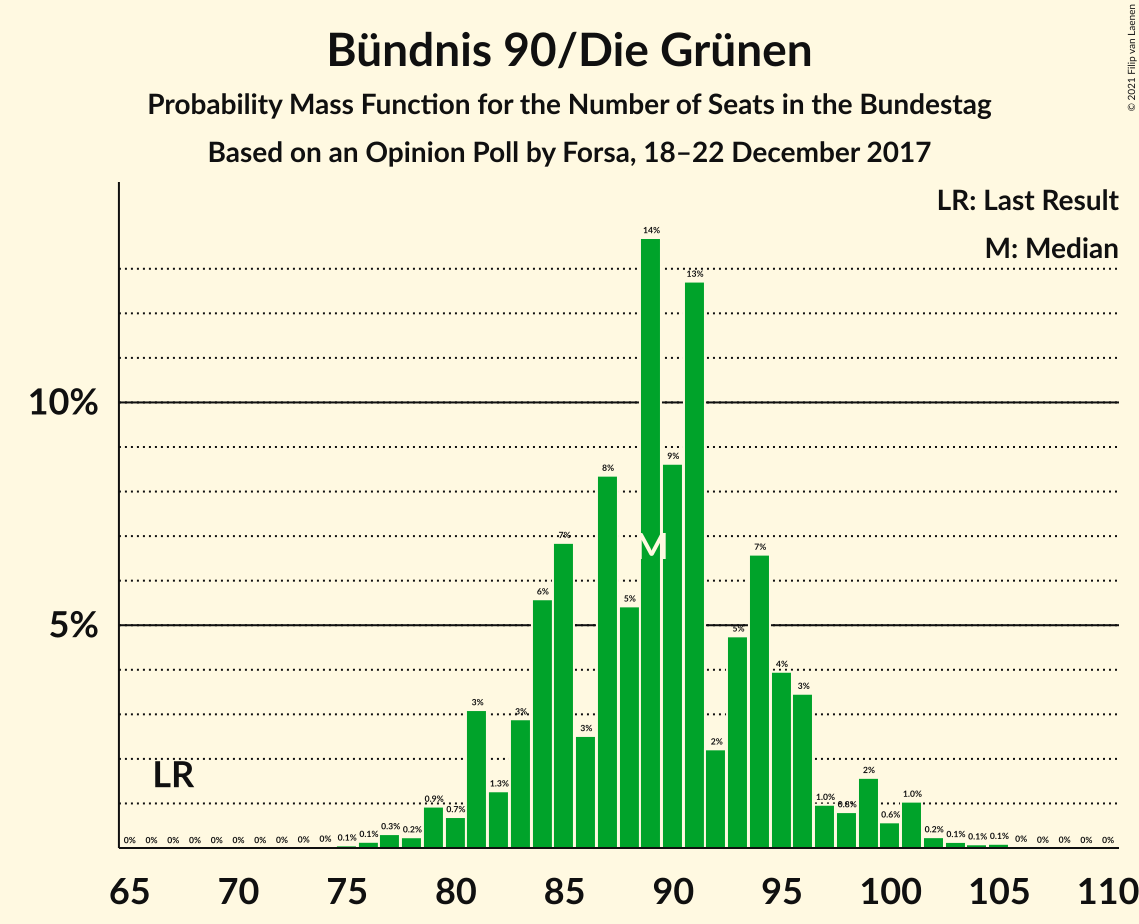 Bündnis 90/Die Grünen
Probability Mass Function for the Number of Seats in the Bundestag
Based on an Opinion Poll by Forsa, 18–22 December 2017
© 2021 Filip van Laenen
LR: Last Result
M: Median
10%
5%
LR
M
0% 0% 0% 0% 0% 0% 0% 0% 0% 0% 0.1% 0.1% 0.3% 0.2% 0.9% 0.7% 3% 1.3% 3% 6% 7% 3% 8% 5% 14% 9% 13% 2% 5% 7% 4% 3% 1.0% 0.8% 2% 0.6% 1.0% 0.2% 0.1% 0.1% 0.1% 0% 0% 0% 0% 0%
65 70 75 80 85 90 95 100 105 110